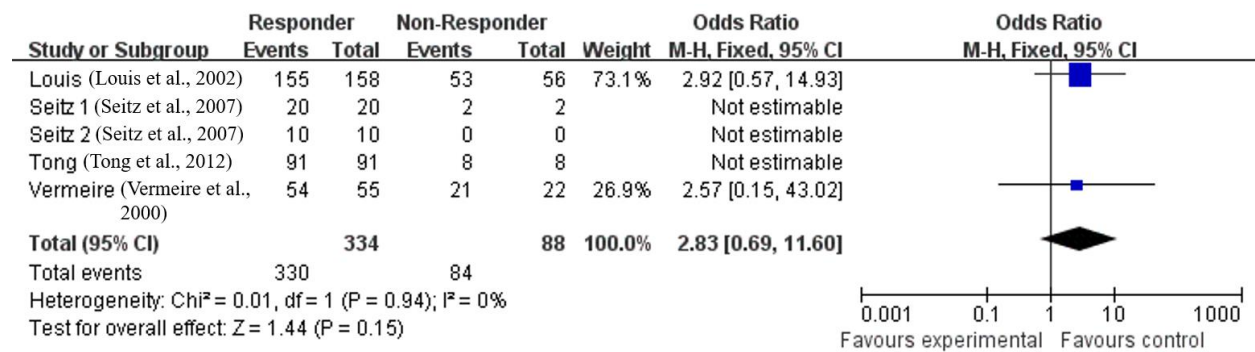 Responder Non-Responder Odds Ratio Odds Ratio
Study or Subgroup Events Total Events Total Weight M-H, Fixed, 95% CI M-H, Fixed, 95% CI
Louis (Louis et al., 2002) 155 158 53 56 73.1% 2.92 [0.57, 14.93]
Seitz 1 (Seitz et al., 2007) 20 20 2 2 Not estimable
Seitz 2 (Seitz et al., 2007) 10 10 0 0 Not estimable
Tong (Tong et al., 2012) 91 91 8 8 Not estimable
Vermeire (Vermeire et al., 54 55 21 22 26.9% 2.57 [0.15, 43.02]
2000)
Total (95% CI) 334 88 100.0% 2.83 [0.69, 11.60]
Total events 330 84
Heterogeneity: Chi² = 0.01, df = 1 (P = 0.94); I² = 0%
Test for overall effect: Z = 1.44 (P = 0.15)
0.001 0.1 1 10 1000
Favours experimental Favours control